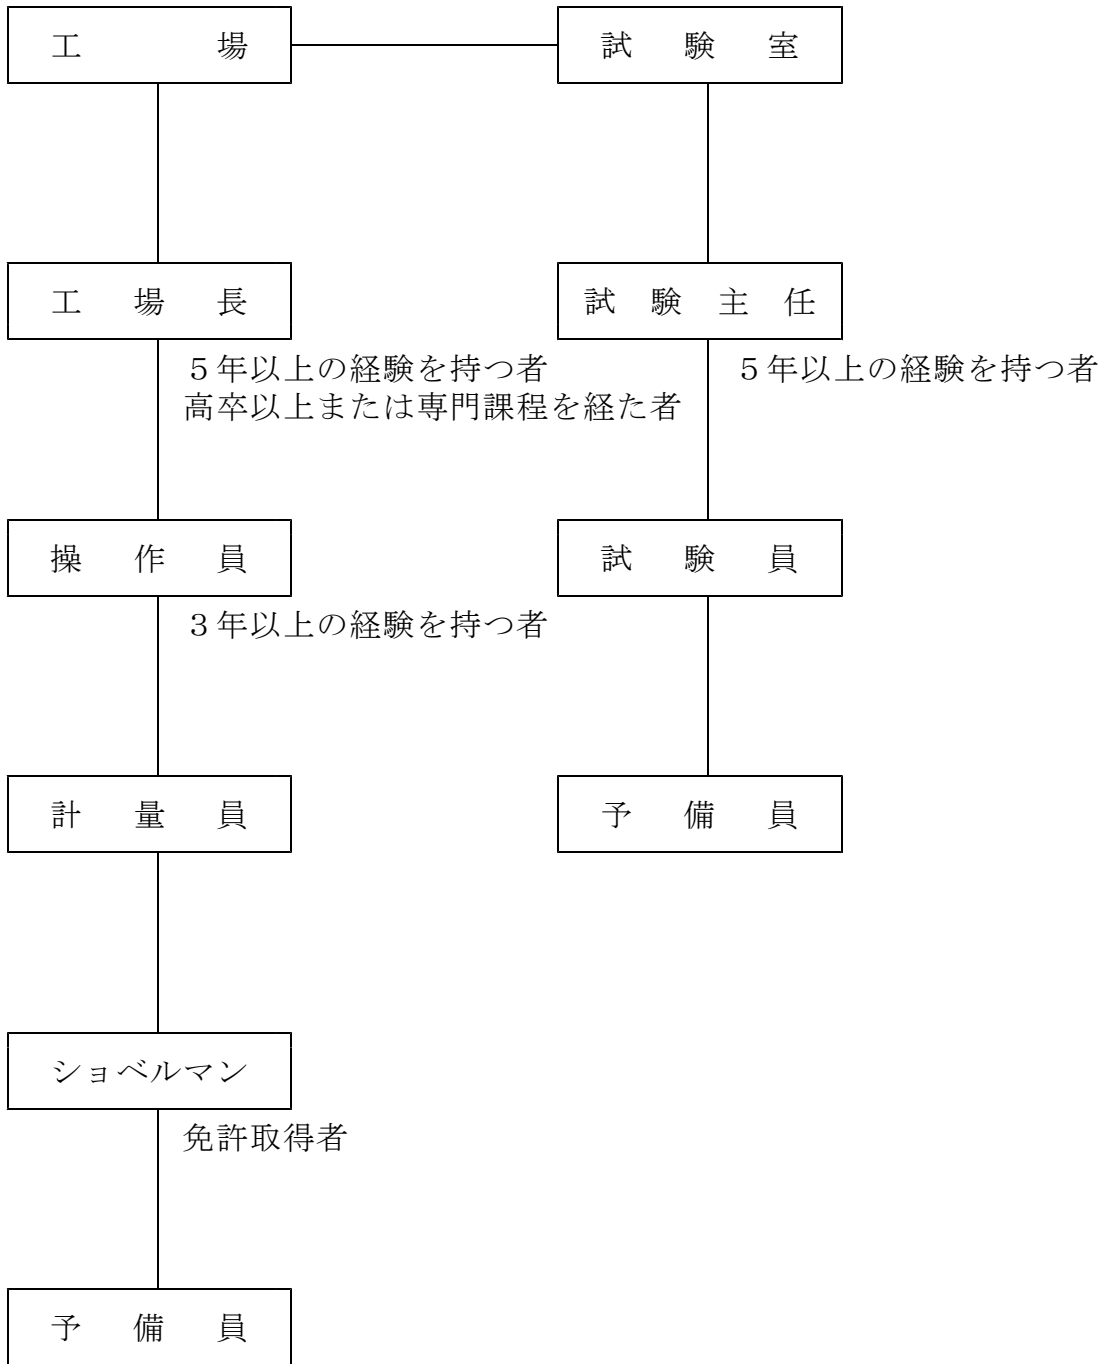 工場
試験室
工場長
試験主任
５年以上の経験を持つ者
高卒以上または専門課程を経た者
５年以上の経験を持つ者
操作員
試験員
３年以上の経験を持つ者
計量員
予備員
ショベルマン
免許取得者
予備員